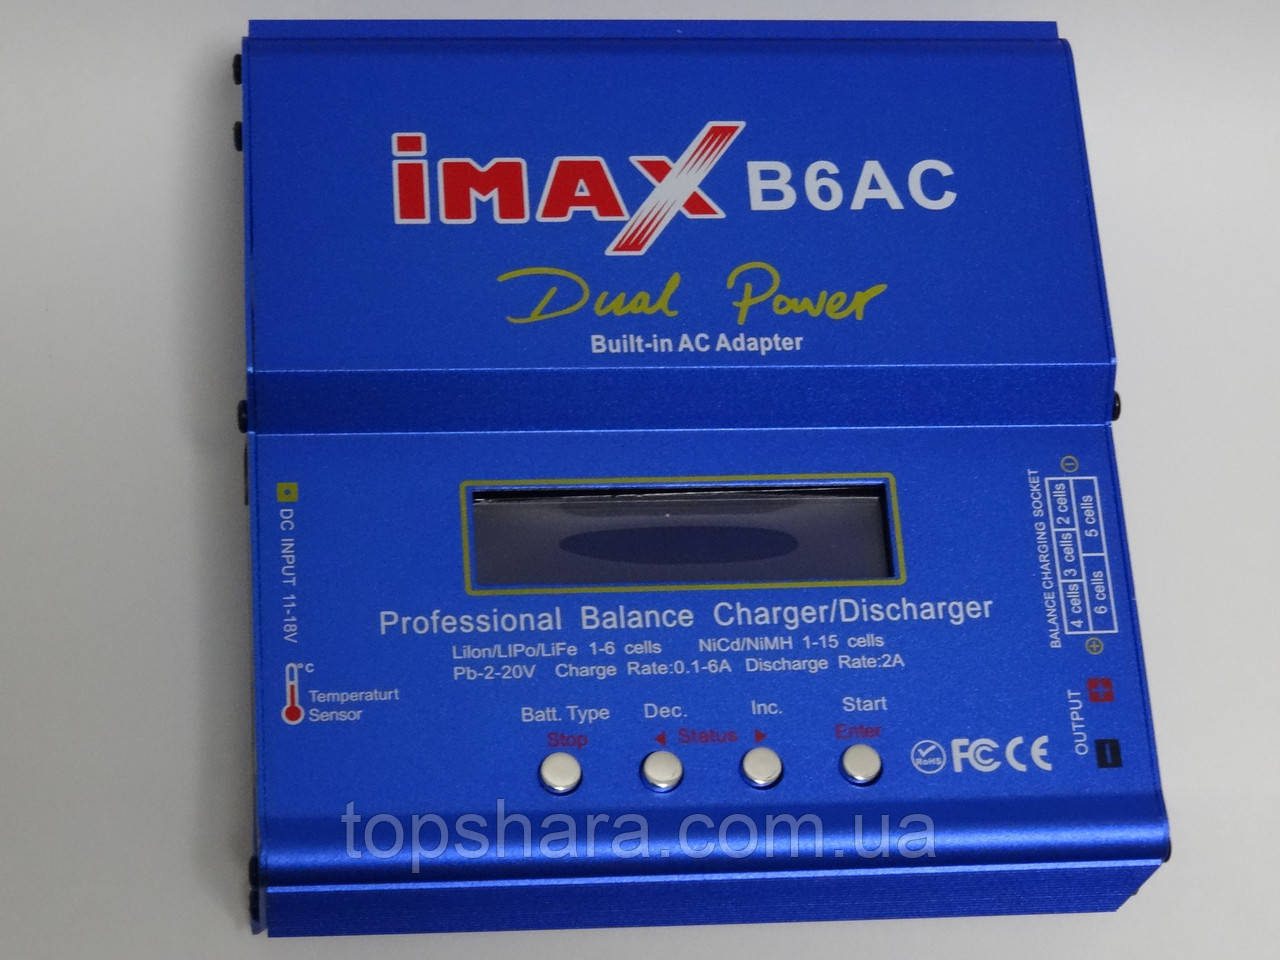 iMAX B6AC
Dual Power
Built-in AC Adapter
DC INPUT 11-18V
°C
Temperaturt
Sensor
BALANCE CHARGING SOCKET
4 cells 3 cells 2 cells
6 cells 5 cells
Professional Balance Charger/Discharger
LiIon/LIPo/LiFe 1-6 cells NiCd/NiMH 1-15 cells
Pb-2-20V Charge Rate:0.1-6A Discharge Rate:2A
Batt. Type Dec. Inc. Start
Stop ◀ Status ▶ Enter
RoHS FC CE
OUTPUT
topshara.com.ua